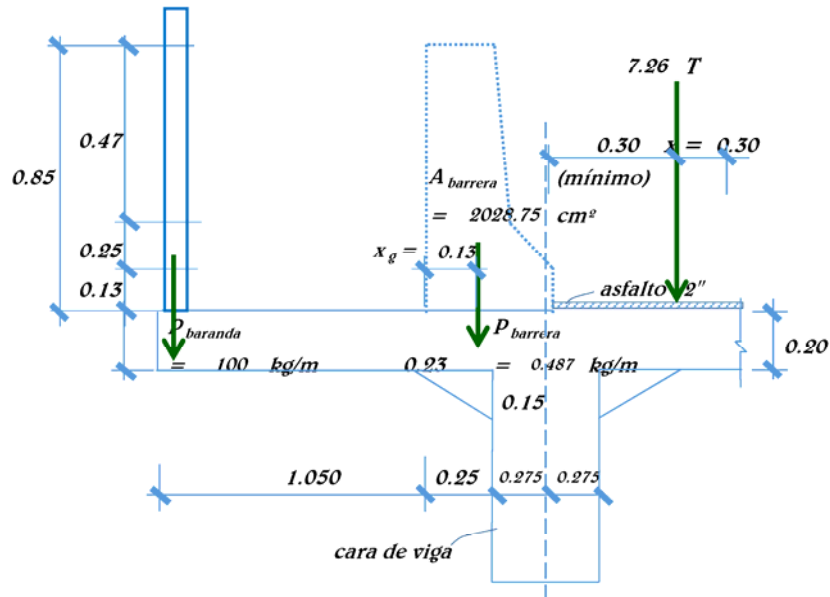 7.26 T
0.47
0.30 x = 0.30
0.85
A barrera (mínimo)
= 2028.75 cm²
0.25
x g = 0.13
0.13
asfalto 2"
P baranda
P barrera
= 100 kg/m
0.23
= 0.487 kg/m
0.20
0.15
1.050
0.25
0.275
0.275
cara de viga